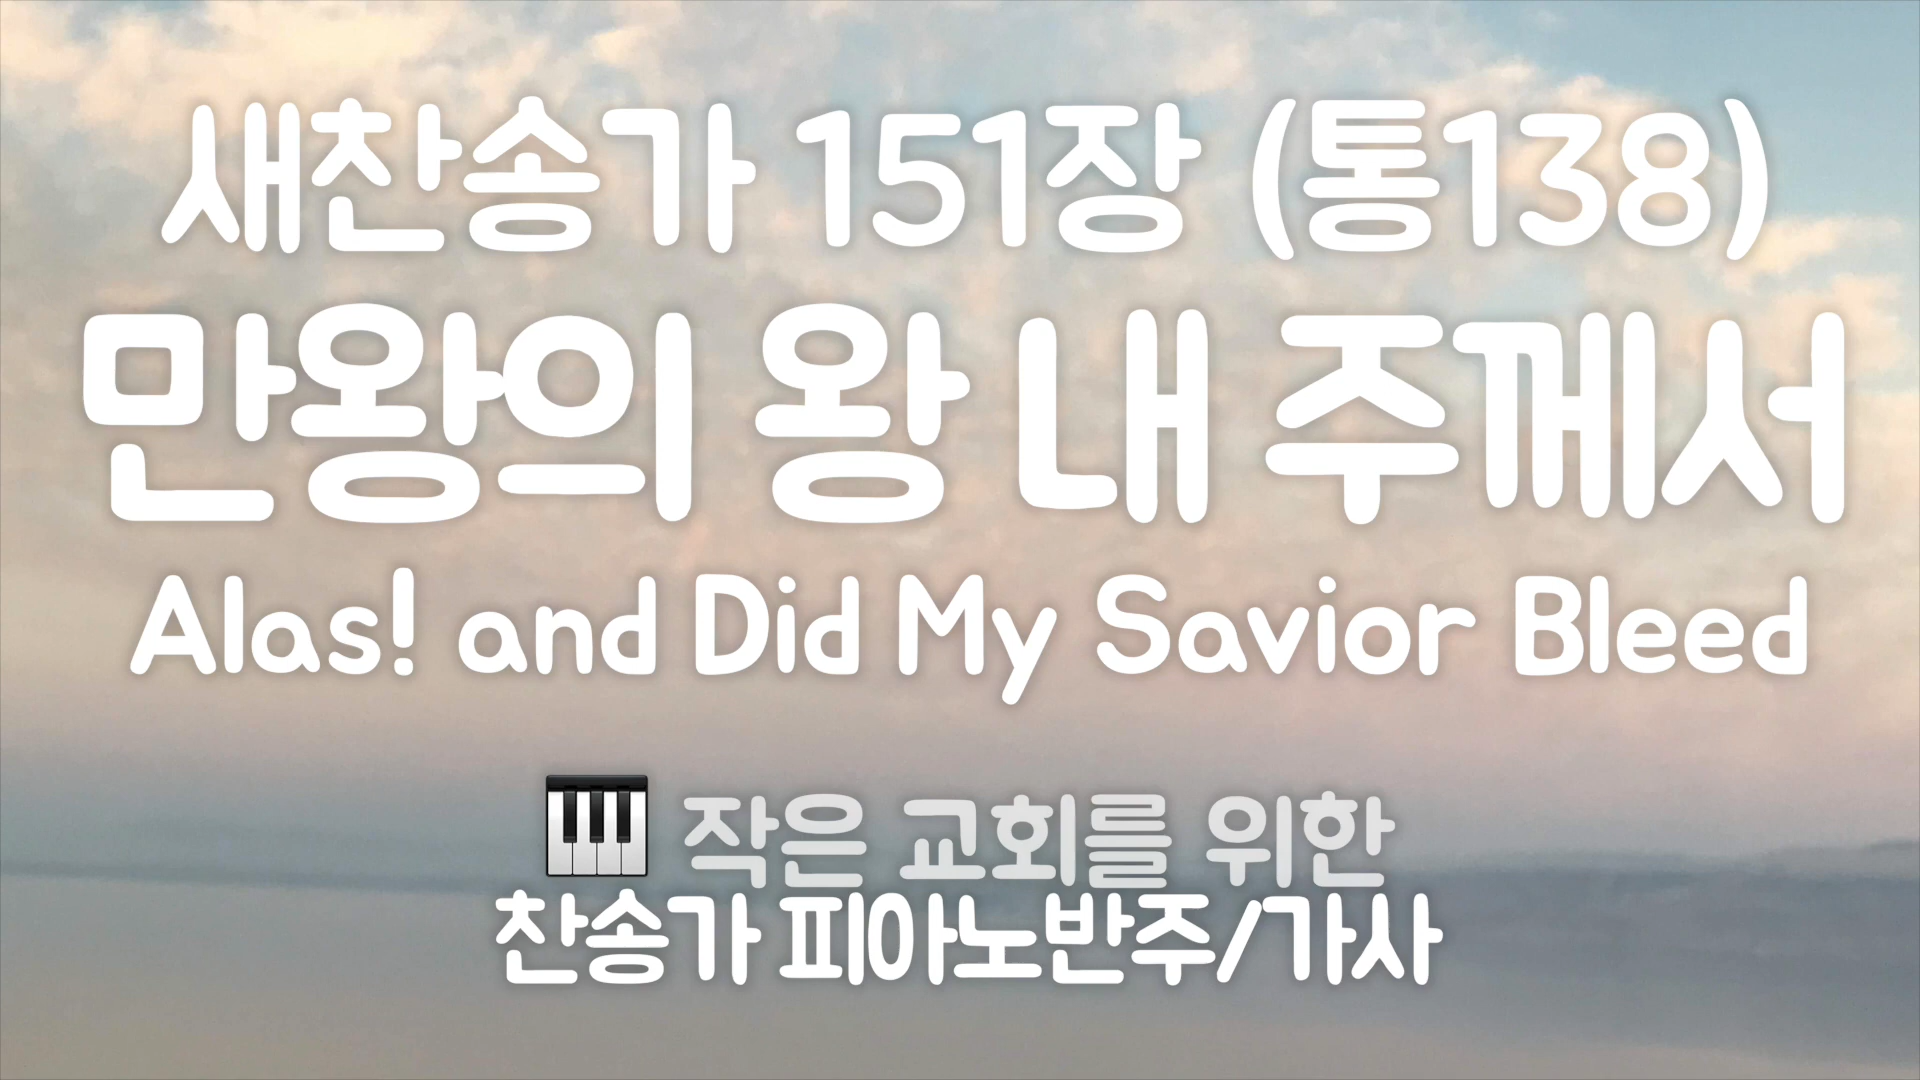 새찬송가 151장 (통138)
만왕의 왕 내 주께서
Alas! and Did My Savior Bleed
작은 교회를 위한
찬송가 피아노반주/가사